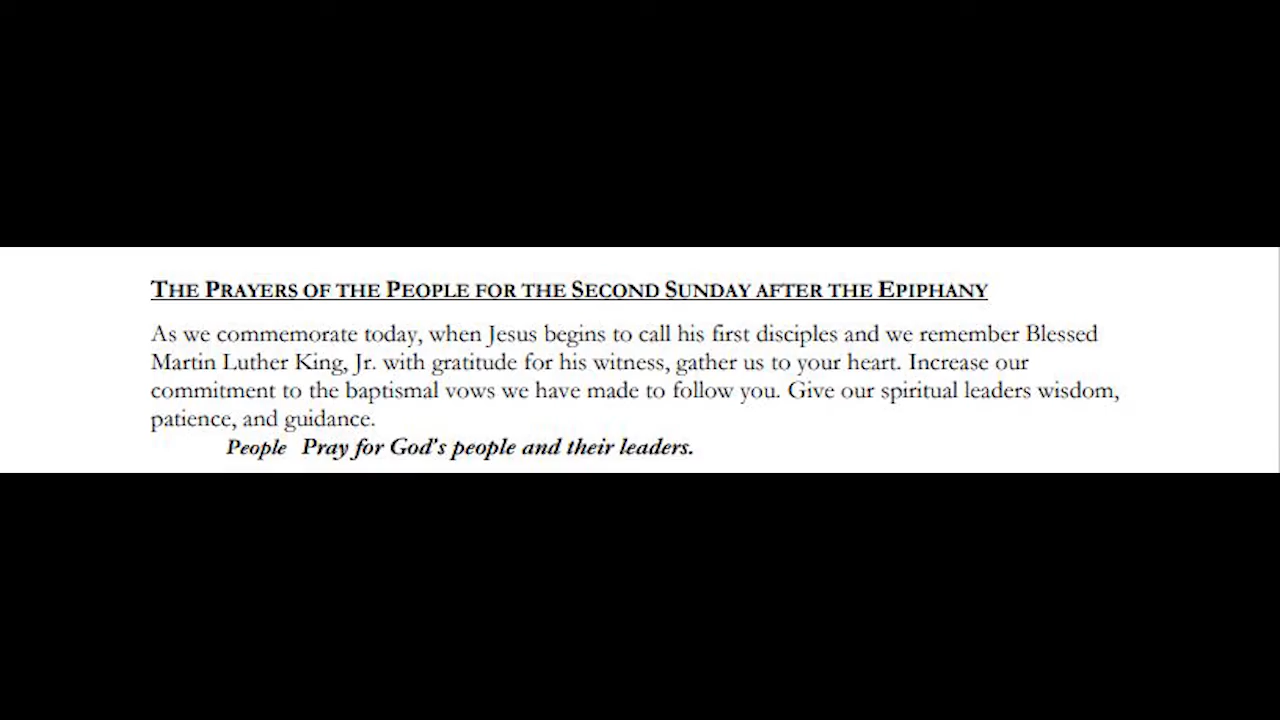 THE PRAYERS OF THE PEOPLE FOR THE SECOND SUNDAY AFTER THE EPIPHANY
As we commemorate today, when Jesus begins to call his first disciples and we remember Blessed
Martin Luther King, Jr. with gratitude for his witness, gather us to your heart. Increase our
commitment to the baptismal vows we have made to follow you. Give our spiritual leaders wisdom,
patience, and guidance.
People Pray for God's people and their leaders.